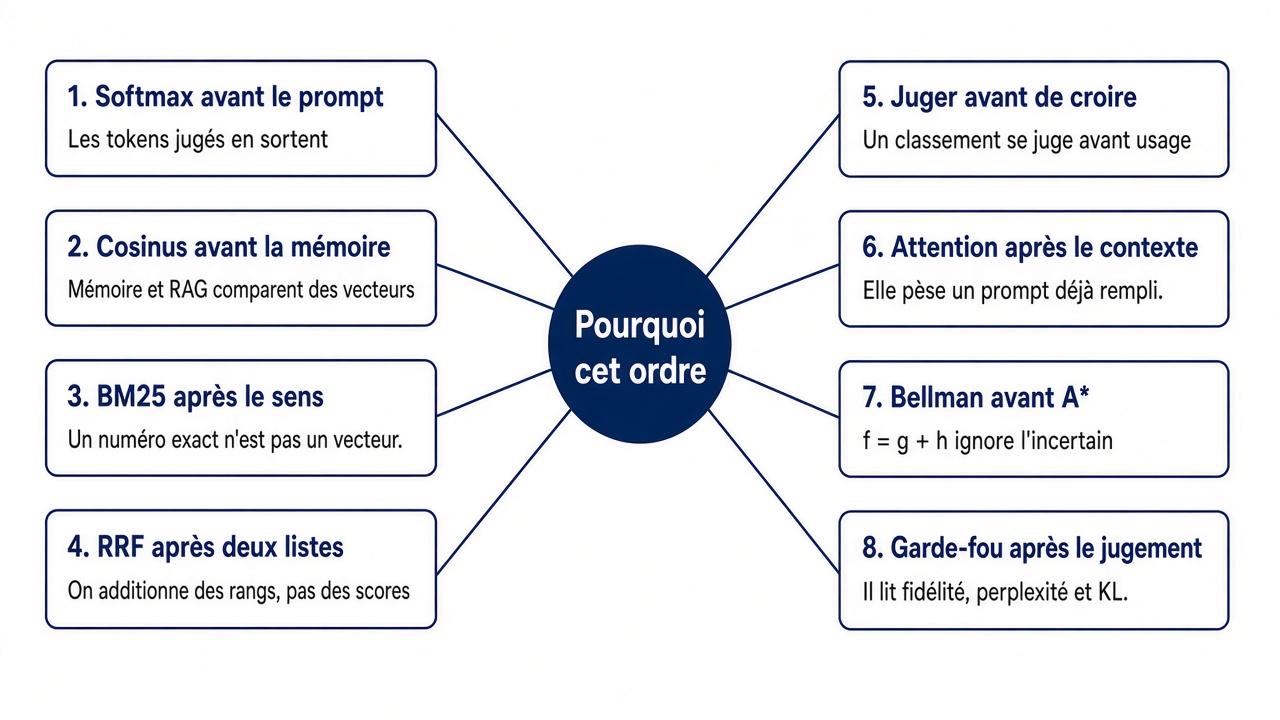 1. Softmax avant le prompt
Les tokens jugés en sortent
2. Cosinus avant la mémoire
Mémoire et RAG comparent des vecteurs
3. BM25 après le sens
Un numéro exact n'est pas un vecteur.
4. RRF après deux listes
On additionne des rangs, pas des scores
Pourquoi
cet ordre
5. Juger avant de croire
Un classement se juge avant usage
6. Attention après le contexte
Elle pèse un prompt déjà rempli.
7. Bellman avant A*
f = g + h ignore l'incertain
8. Garde-fou après le jugement
Il lit fidélité, perplexité et KL.